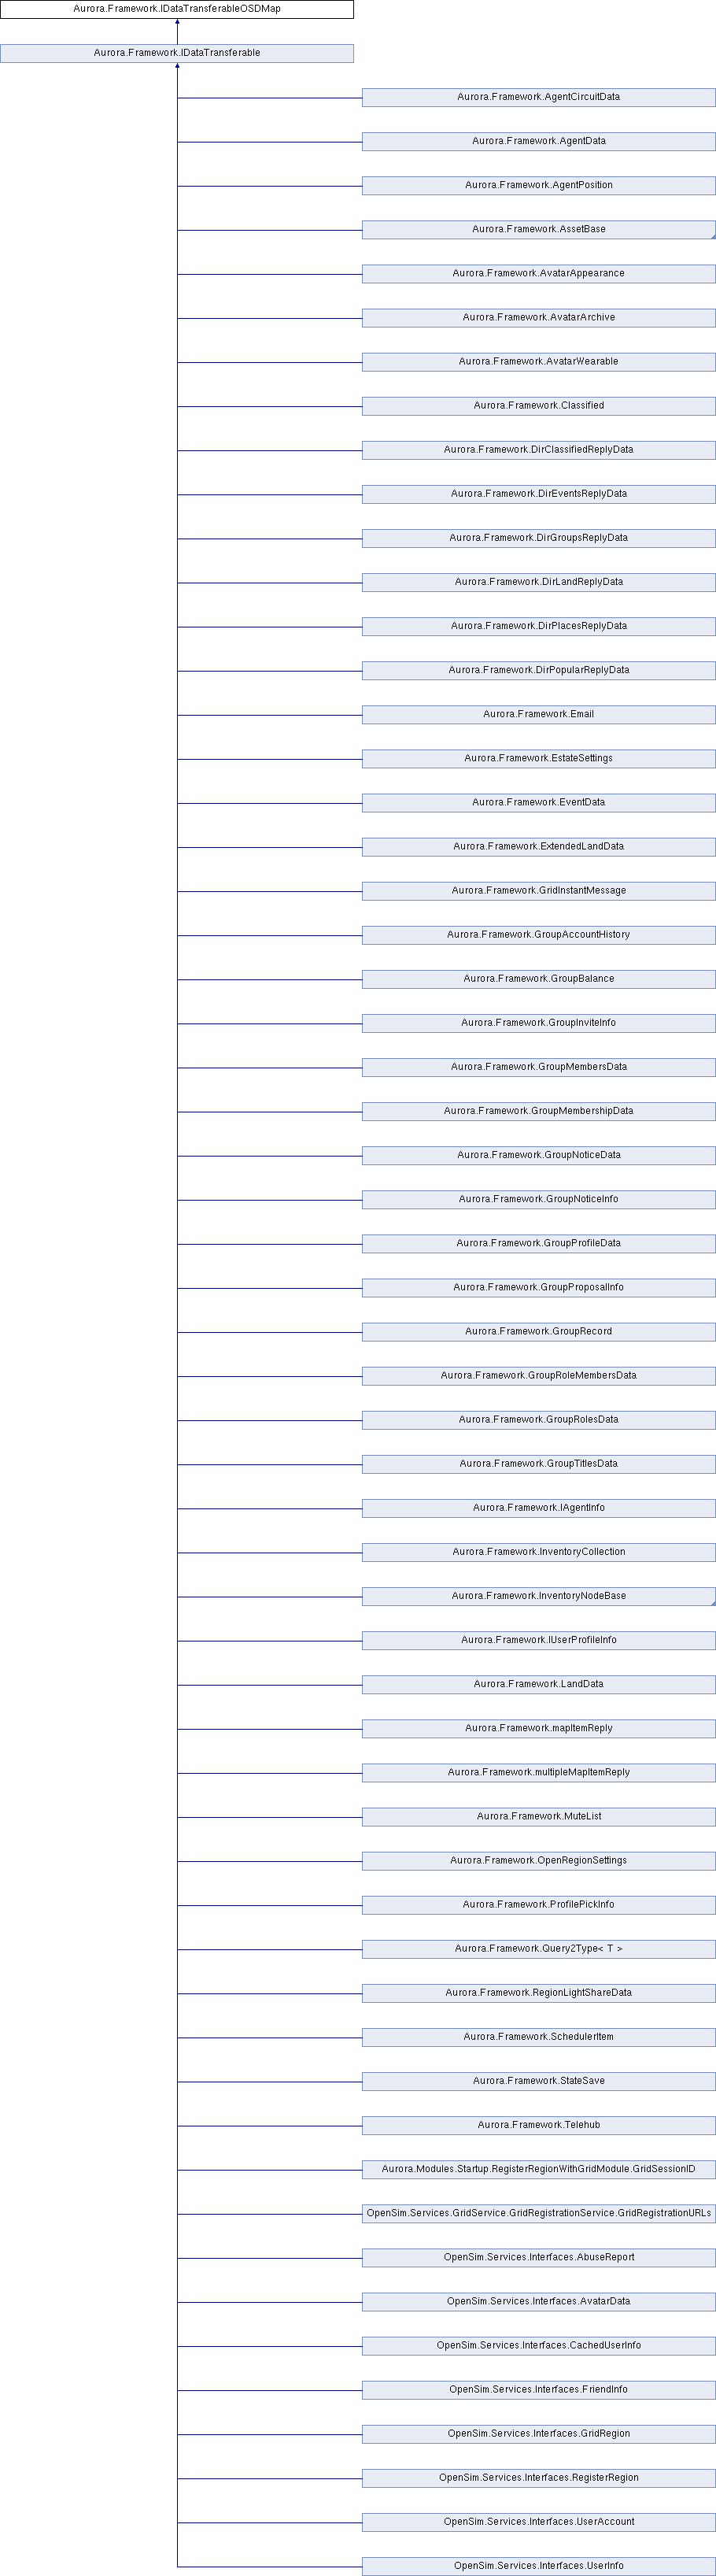 Aurora.Framework.IDataTransferableOSDMap
Aurora.Framework.IDataTransferable
Aurora.Framework.AgentCircuitData
Aurora.Framework.AgentData
Aurora.Framework.AgentPosition
Aurora.Framework.AssetBase
Aurora.Framework.AvatarAppearance
Aurora.Framework.AvatarArchive
Aurora.Framework.AvatarWearable
Aurora.Framework.Classified
Aurora.Framework.DirClassifiedReplyData
Aurora.Framework.DirEventsReplyData
Aurora.Framework.DirGroupsReplyData
Aurora.Framework.DirLandReplyData
Aurora.Framework.DirPlacesReplyData
Aurora.Framework.DirPopularReplyData
Aurora.Framework.Email
Aurora.Framework.EstateSettings
Aurora.Framework.EventData
Aurora.Framework.ExtendedLandData
Aurora.Framework.GridInstantMessage
Aurora.Framework.GroupAccountHistory
Aurora.Framework.GroupBalance
Aurora.Framework.GroupInviteInfo
Aurora.Framework.GroupMembersData
Aurora.Framework.GroupMembershipData
Aurora.Framework.GroupNoticeData
Aurora.Framework.GroupNoticeInfo
Aurora.Framework.GroupProfileData
Aurora.Framework.GroupProposalInfo
Aurora.Framework.GroupRecord
Aurora.Framework.GroupRoleMembersData
Aurora.Framework.GroupRolesData
Aurora.Framework.GroupTitlesData
Aurora.Framework.IAgentInfo
Aurora.Framework.InventoryCollection
Aurora.Framework.InventoryNodeBase
Aurora.Framework.IUserProfileInfo
Aurora.Framework.LandData
Aurora.Framework.mapItemReply
Aurora.Framework.multipleMapItemReply
Aurora.Framework.MuteList
Aurora.Framework.OpenRegionSettings
Aurora.Framework.ProfilePickInfo
Aurora.Framework.Query2Type< T >
Aurora.Framework.RegionLightShareData
Aurora.Framework.SchedulerItem
Aurora.Framework.StateSave
Aurora.Framework.Telehub
Aurora.Modules.Startup.RegisterRegionWithGridModule.GridSessionID
OpenSim.Services.GridService.GridRegistrationService.GridRegistrationURLs
OpenSim.Services.Interfaces.AbuseReport
OpenSim.Services.Interfaces.AvatarData
OpenSim.Services.Interfaces.CachedUserInfo
OpenSim.Services.Interfaces.FriendInfo
OpenSim.Services.Interfaces.GridRegion
OpenSim.Services.Interfaces.RegisterRegion
OpenSim.Services.Interfaces.UserAccount
OpenSim.Services.Interfaces.UserInfo